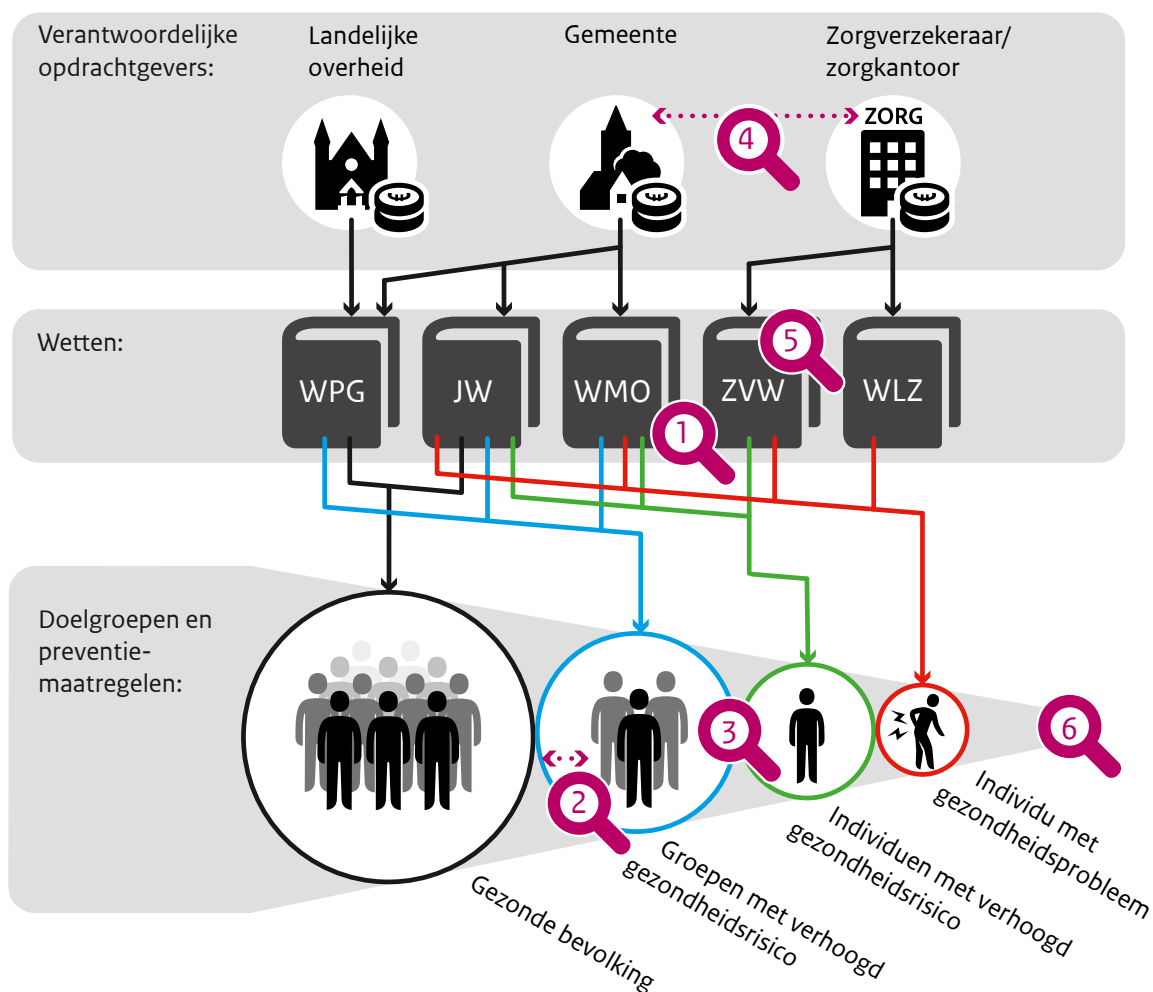 Verantwoordelijke
opdrachtgevers:
Landelijke
overheid
Gemeente
Zorgverzekeraar/
zorgkantoor
ZORG
4
Wetten:
WPG
JW
WMO
ZVW
WLZ
5
1
Doelgroepen en
preventie-
maatregelen:
2
3
6
Gezonde bevolking
Groepen met verhoogd
gezondheidsrisico
Individuen met verhoogd
gezondheidsrisico
Individu met
gezondheidsprobleem